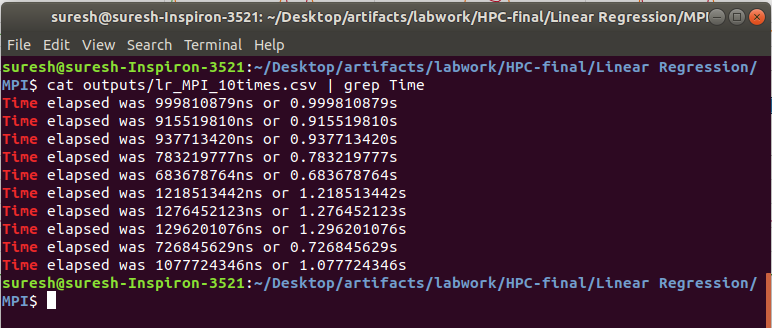 suresh@suresh-Inspiron-3521: ~/Desktop/artifacts/labwork/HPC-final/Linear Regression/MPI
File Edit View Search Terminal Help
suresh@suresh-Inspiron-3521:~/Desktop/artifacts/labwork/HPC-final/Linear Regression/
MPI$ cat outputs/lr_MPI_10times.csv | grep Time
Time elapsed was 999810879ns or 0.999810879s
Time elapsed was 915519810ns or 0.915519810s
Time elapsed was 937713420ns or 0.937713420s
Time elapsed was 783219777ns or 0.783219777s
Time elapsed was 683678764ns or 0.683678764s
Time elapsed was 1218513442ns or 1.218513442s
Time elapsed was 1276452123ns or 1.276452123s
Time elapsed was 1296201076ns or 1.296201076s
Time elapsed was 726845629ns or 0.726845629s
Time elapsed was 1077724346ns or 1.077724346s
suresh@suresh-Inspiron-3521:~/Desktop/artifacts/labwork/HPC-final/Linear Regression/
MPI$